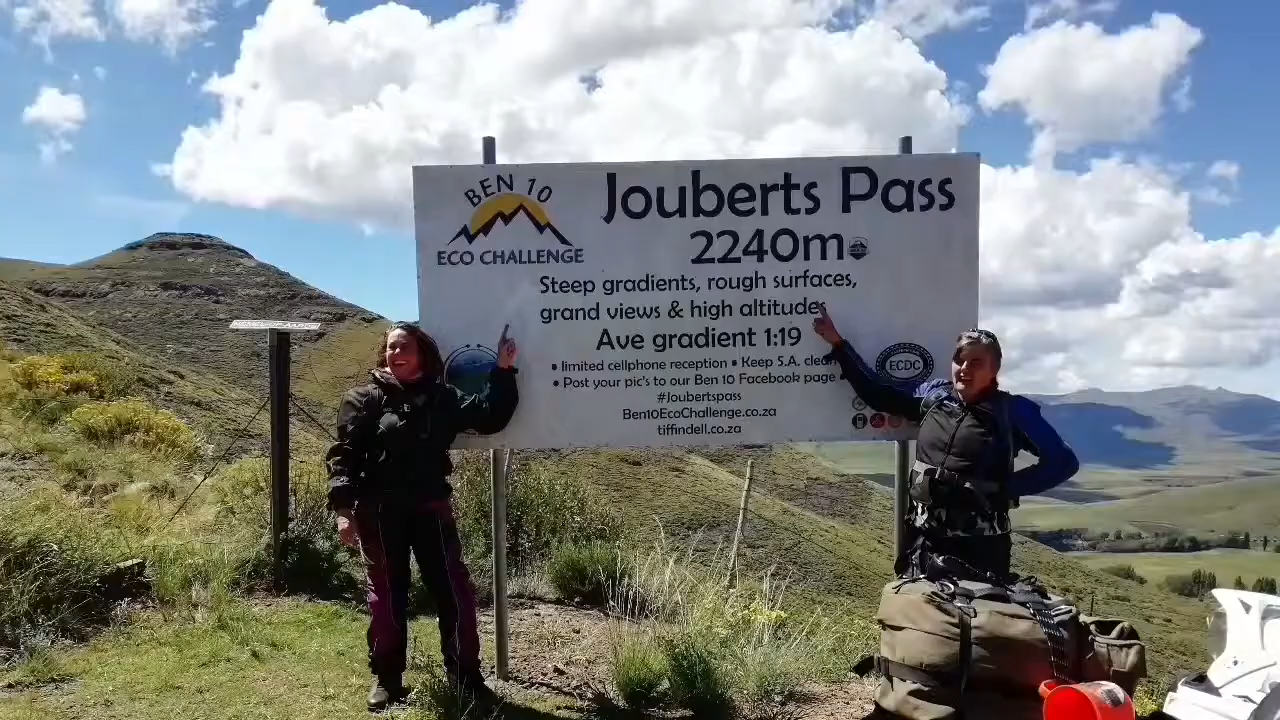 BEN 10
ECO CHALLENGE
Jouberts Pass
2240m
Steep gradients, rough surfaces,
grand views & high altitudes
Ave gradient 1:19
• limited cellphone reception • Keep S.A. clean
• Post your pic's to our Ben 10 Facebook page
#Joubertspass
Ben10EcoChallenge.co.za
tiffindell.co.za
ECDC